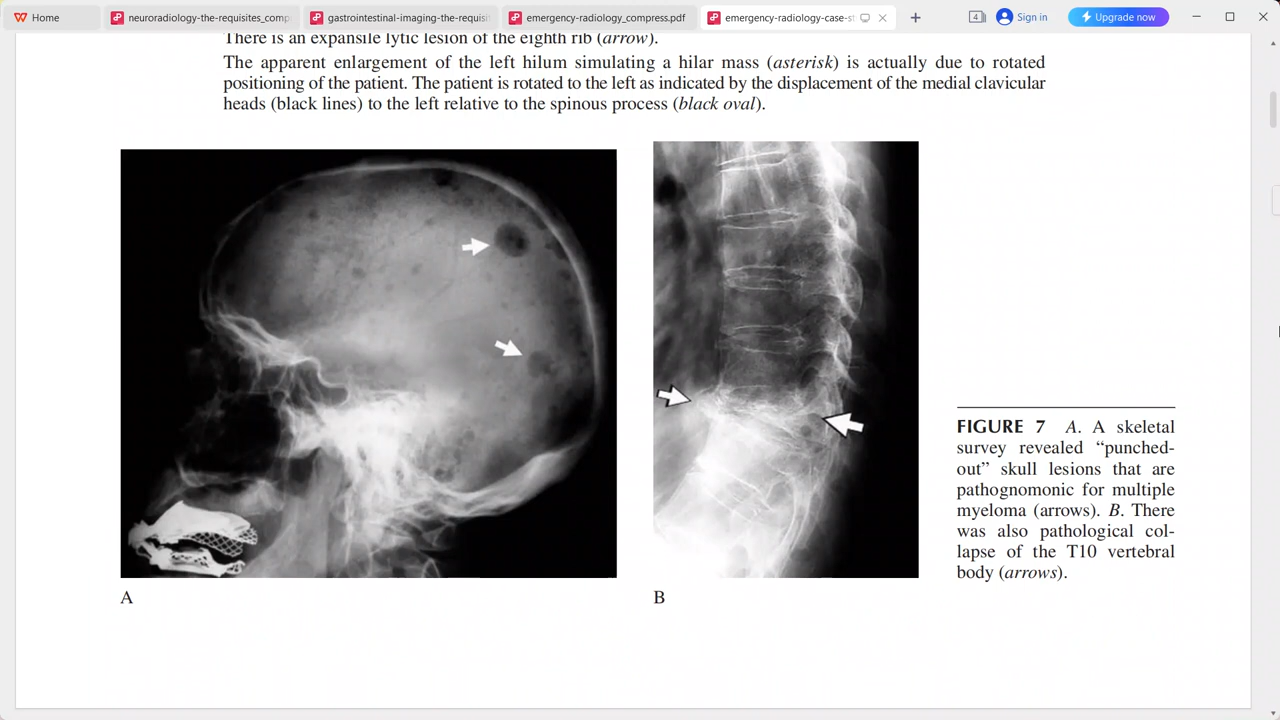 Home
neuroradiology-the-requisites_comp
gastrointestinal-imaging-the-requisit
emergency-radiology_compress.pdf
emergency-radiology-case-st
4
Sign in
Upgrade now
There is an expansile lytic lesion of the eighth rib (arrow).
The apparent enlargement of the left hilum simulating a hilar mass (asterisk) is actually due to rotated
positioning of the patient. The patient is rotated to the left as indicated by the displacement of the medial clavicular
heads (black lines) to the left relative to the spinous process (black oval).
A
B
FIGURE 7 A. A skeletal
survey revealed “punched-
out” skull lesions that are
pathognomonic for multiple
myeloma (arrows). B. There
was also pathological col-
lapse of the T10 vertebral
body (arrows).